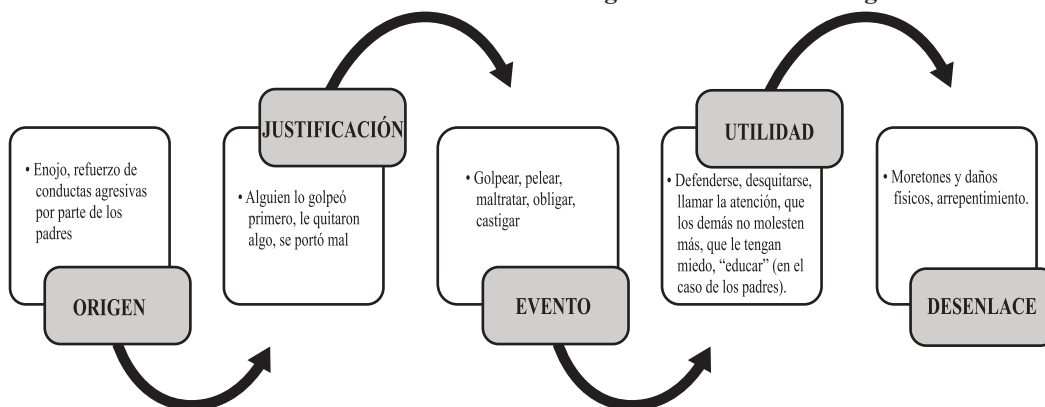 • Enojo, refuerzo de
conductas agresivas
por parte de los
padres
ORIGEN
JUSTIFICACIÓN
• Alguien lo golpeó
primero, le quitaron
algo, se portó mal
• Golpear, pelear,
maltratar, obligar,
castigar
EVENTO
UTILIDAD
• Defenderse, desquitarse,
llamar la atención, que
los demás no molesten
más, que le tengan
miedo, “educar” (en el
caso de los padres).
• Moretones y daños
físicos, arrepentimiento.
DESENLACE